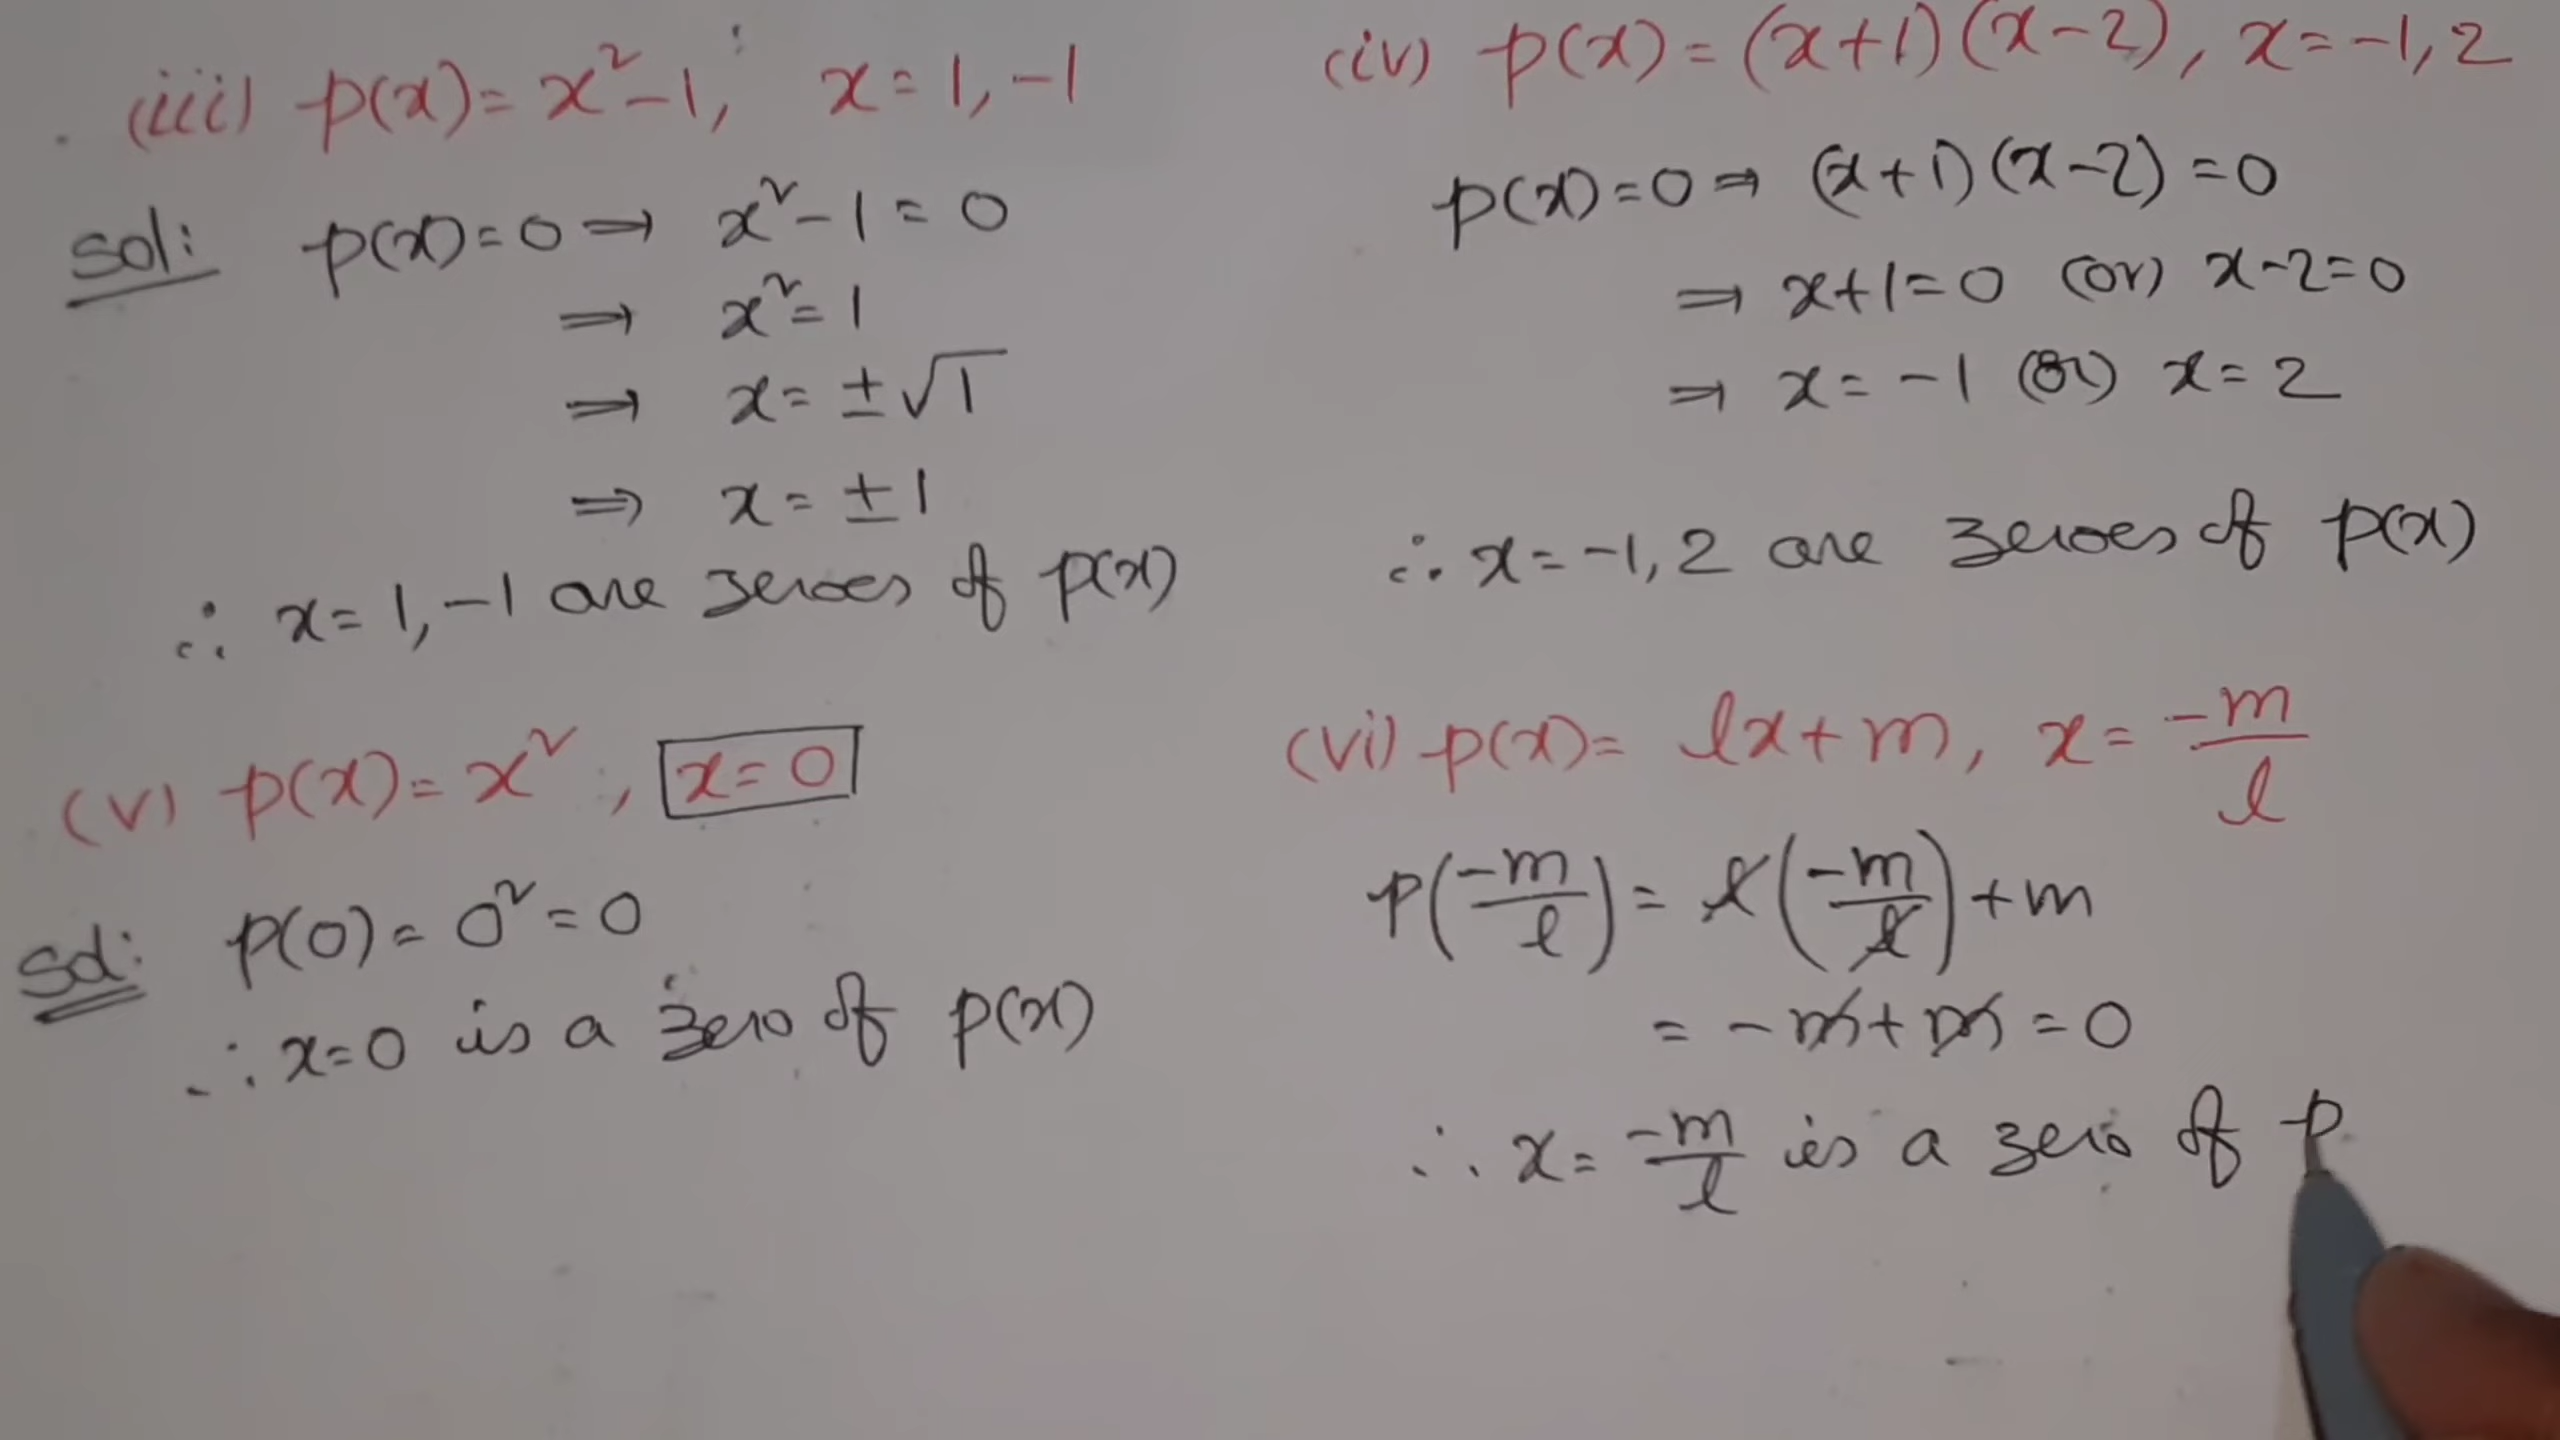 (iii) p(x) = x² - 1, x = 1, -1
Sol: p(x) = 0 ⇒ x² - 1 = 0
⇒ x² = 1
⇒ x = ±√1
⇒ x = ±1
∴ x = 1, -1 are zeroes of p(x)
(iv) p(x) = (x+1)(x-2), x = -1, 2
p(x) = 0 ⇒ (x+1)(x-2) = 0
⇒ x+1 = 0 (or) x-2 = 0
⇒ x = -1 (or) x = 2
∴ x = -1, 2 are zeroes of p(x)
(v) p(x) = x², x = 0
Sol: p(0) = 0² = 0
∴ x = 0 is a zero of p(x)
(vi) p(x) = lx + m, x = -m/l
p(-m/l) = l(-m/l) + m
= -m + m = 0
∴ x = -m/l is a zero of p